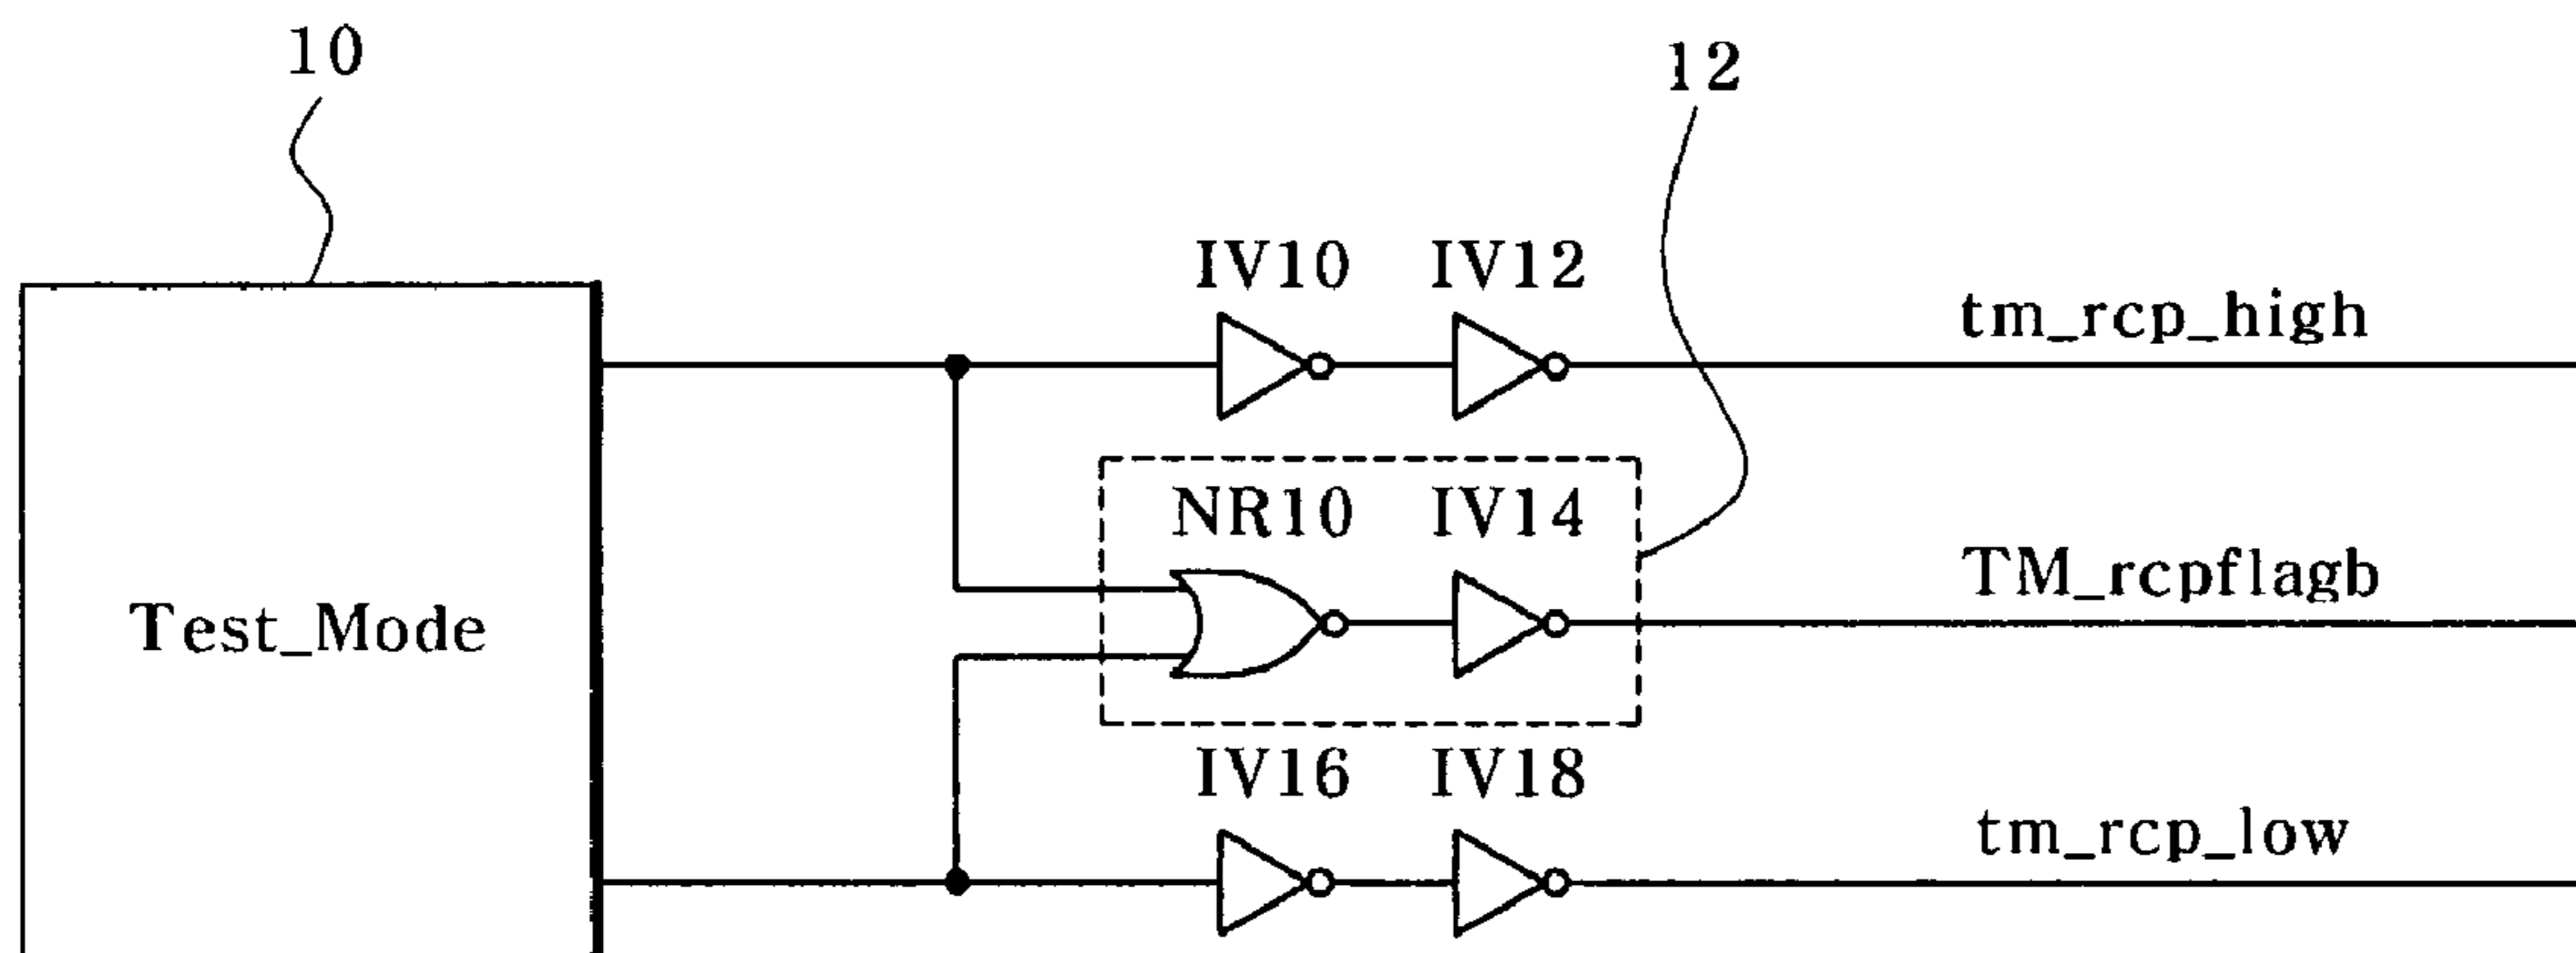 10
12
IV10 IV12
tm_rcp_high
NR10 IV14
TM_rcpflagb
Test_Mode
IV16 IV18
tm_rcp_low